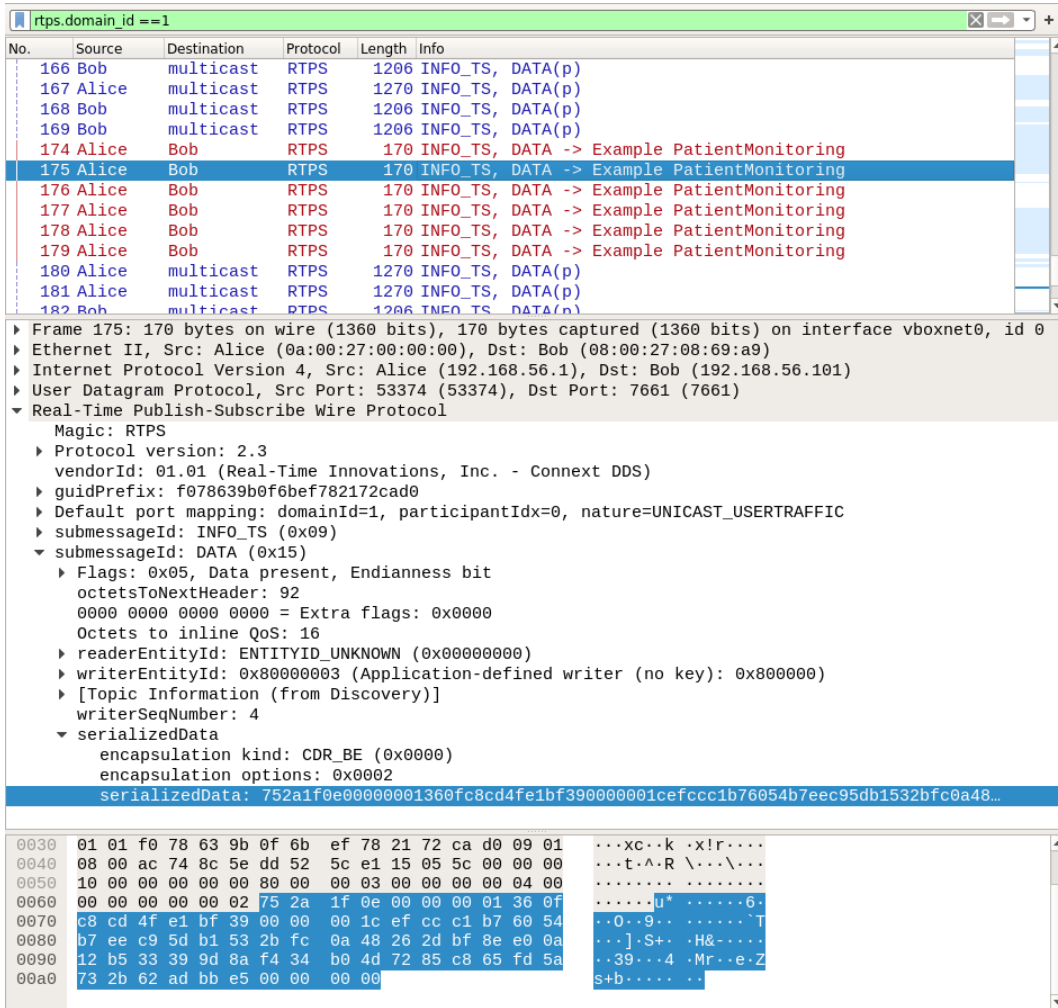 rtps.domain_id ==1
No. Source Destination Protocol Length Info
166 Bob multicast RTPS 1206 INFO_TS, DATA(p)
167 Alice multicast RTPS 1270 INFO_TS, DATA(p)
168 Bob multicast RTPS 1206 INFO_TS, DATA(p)
169 Bob multicast RTPS 1206 INFO_TS, DATA(p)
174 Alice Bob RTPS 170 INFO_TS, DATA -> Example PatientMonitoring
175 Alice Bob RTPS 170 INFO_TS, DATA -> Example PatientMonitoring
176 Alice Bob RTPS 170 INFO_TS, DATA -> Example PatientMonitoring
177 Alice Bob RTPS 170 INFO_TS, DATA -> Example PatientMonitoring
178 Alice Bob RTPS 170 INFO_TS, DATA -> Example PatientMonitoring
179 Alice Bob RTPS 170 INFO_TS, DATA -> Example PatientMonitoring
180 Alice multicast RTPS 1270 INFO_TS, DATA(p)
181 Alice multicast RTPS 1270 INFO_TS, DATA(p)
182 Bob multicast RTPS 1206 INFO_TS, DATA(p)
Frame 175: 170 bytes on wire (1360 bits), 170 bytes captured (1360 bits) on interface vboxnet0, id 0
Ethernet II, Src: Alice (0a:00:27:00:00:00), Dst: Bob (08:00:27:08:69:a9)
Internet Protocol Version 4, Src: Alice (192.168.56.1), Dst: Bob (192.168.56.101)
User Datagram Protocol, Src Port: 53374 (53374), Dst Port: 7661 (7661)
Real-Time Publish-Subscribe Wire Protocol
Magic: RTPS
Protocol version: 2.3
vendorId: 01.01 (Real-Time Innovations, Inc. - Connext DDS)
guidPrefix: f078639b0f6bef782172cad0
Default port mapping: domainId=1, participantIdx=0, nature=UNICAST_USERTRAFFIC
submessageId: INFO_TS (0x09)
submessageId: DATA (0x15)
Flags: 0x05, Data present, Endianness bit
octetsToNextHeader: 92
0000 0000 0000 0000 = Extra flags: 0x0000
Octets to inline QoS: 16
readerEntityId: ENTITYID_UNKNOWN (0x00000000)
writerEntityId: 0x80000003 (Application-defined writer (no key): 0x800000)
[Topic Information (from Discovery)]
writerSeqNumber: 4
serializedData
encapsulation kind: CDR_BE (0x0000)
encapsulation options: 0x0002
serializedData: 752a1f0e00000001360fc8cd4fe1bf390000001cefccc1b76054b7eec95db1532bfc0a48…
0030 01 01 f0 78 63 9b 0f 6b ef 78 21 72 ca d0 09 01 ···xc··k ·x!r····
0040 08 00 ac 74 8c 5e dd 52 5c e1 15 05 5c 00 00 00 ···t·^·R \···\···
0050 10 00 00 00 00 00 80 00 00 03 00 00 00 00 04 00 ········ ········
0060 00 00 00 00 00 02 75 2a 1f 0e 00 00 00 01 36 0f ······u* ······6·
0070 c8 cd 4f e1 bf 39 00 00 00 1c ef cc c1 b7 60 54 ··O··9·· ······`T
0080 b7 ee c9 5d b1 53 2b fc 0a 48 26 2d bf 8e e0 0a ···]·S+· ·H&-····
0090 12 b5 33 39 9d 8a f4 34 b0 4d 72 85 c8 65 fd 5a ··39···4 ·Mr··e·Z
00a0 73 2b 62 ad bb e5 00 00 00 00 s+b····· ··